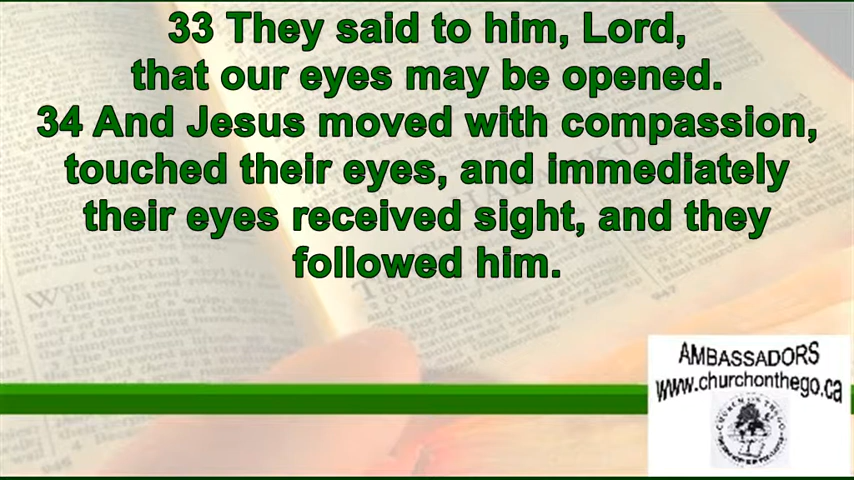 33 They said to him, Lord,
that our eyes may be opened.
34 And Jesus moved with compassion,
touched their eyes, and immediately
their eyes received sight, and they
followed him.
AMBASSADORS
www.churchonthego.ca